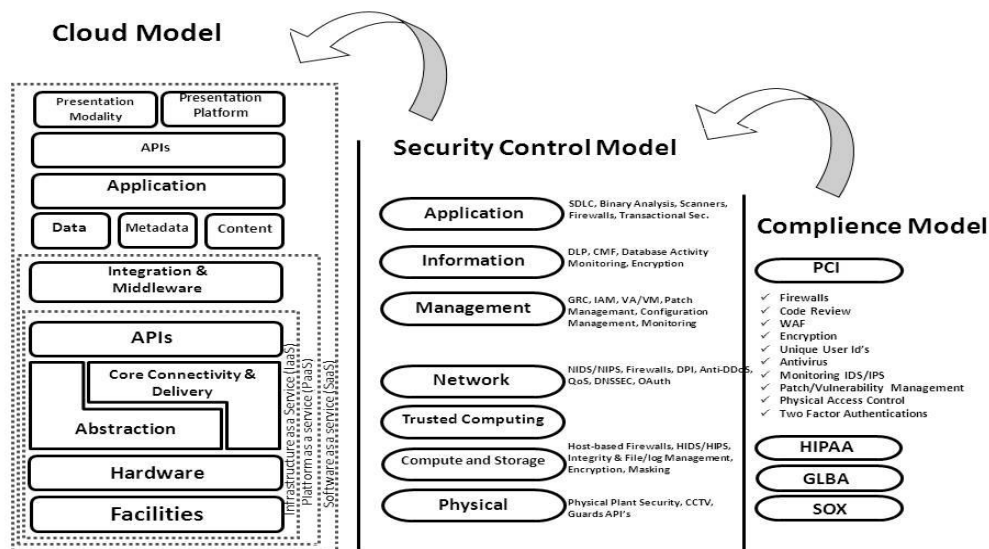 Cloud Model
Presentation
Modality
Presentation
Platform
APIs
Application
Data
Metadata
Content
Integration &
Middleware
APIs
Core Connectivity &
Delivery
Abstraction
Hardware
Facilities
Infrastructure as a Service (IaaS)
Platform as a service (PaaS)
Software as a service (SaaS)
Security Control Model
Application
SDLC, Binary Analysis, Scanners,
Firewalls, Transactional Sec.
Information
DLP, CMF, Database Activity
Monitoring, Encryption
Management
GRC, IAM, VA/VM, Patch
Managemant, Configuration
Management, Monitoring
Network
NIDS/NIPS, Firewalls, DPI, Anti-DDoS,
QoS, DNSSEC, OAuth
Trusted Computing
Compute and Storage
Host-based Firewalls, HIDS/HIPS,
Integrity & File/log Management,
Encryption, Masking
Physical
Physical Plant Security, CCTV,
Guards API's
Complience Model
PCI
✓ Firewalls
✓ Code Review
✓ WAF
✓ Encryption
✓ Unique User Id's
✓ Antivirus
✓ Monitoring IDS/IPS
✓ Patch/Vulnerability Management
✓ Physical Access Control
✓ Two Factor Authentications
HIPAA
GLBA
SOX